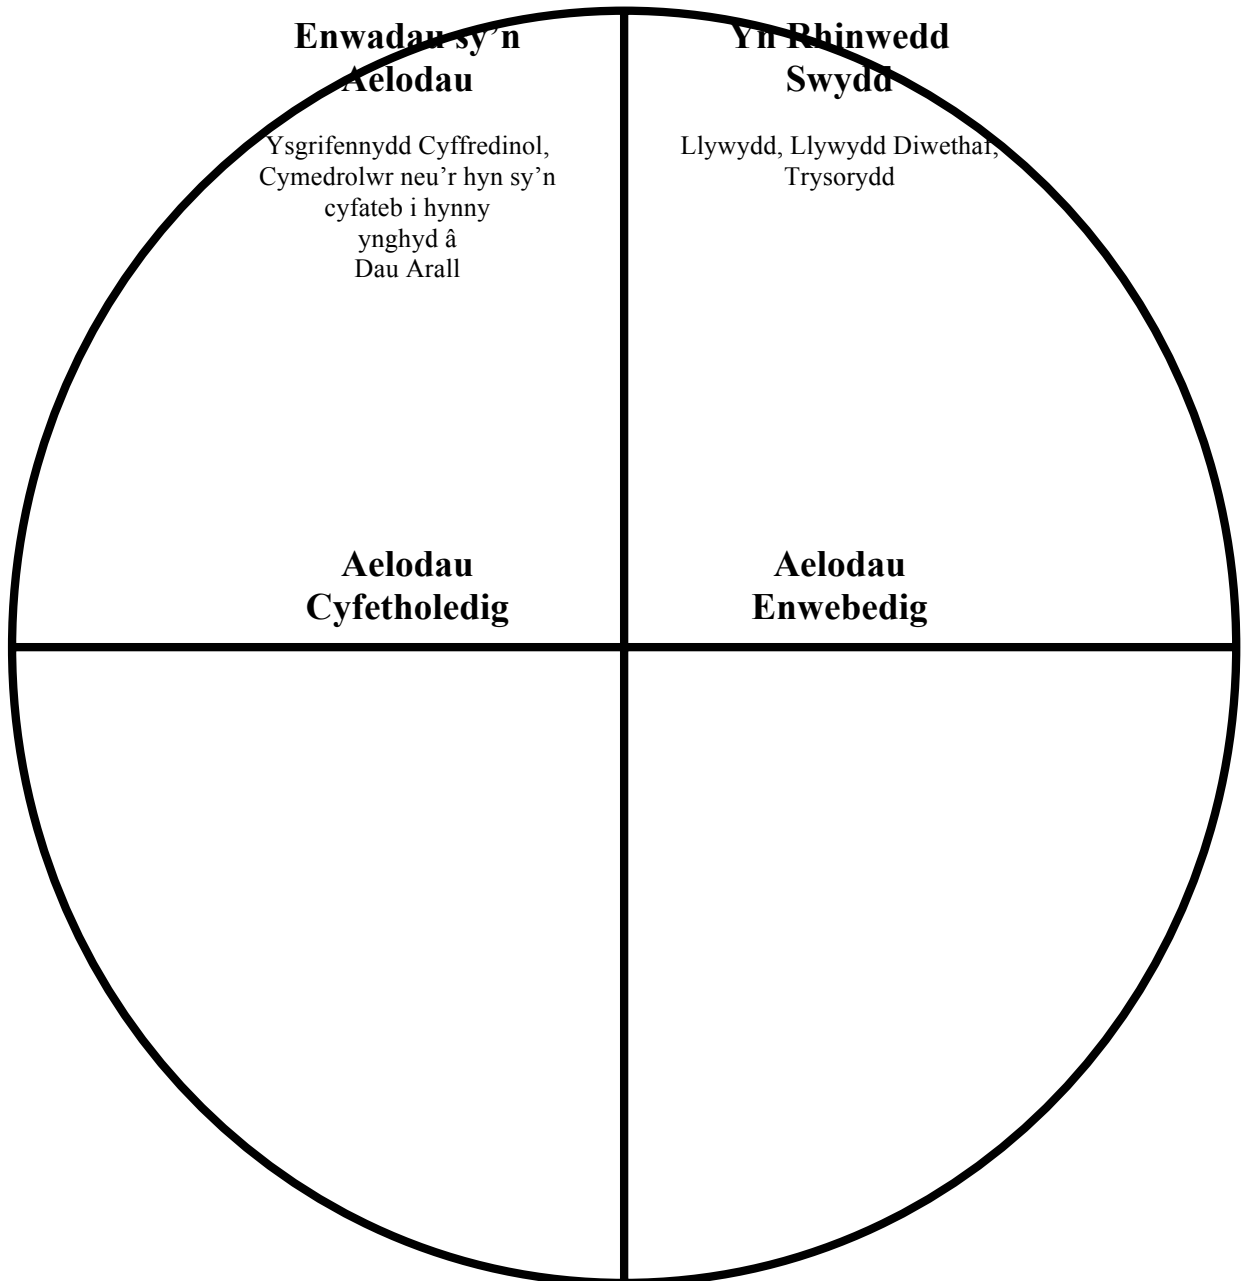 Enwadau sy’n
Aelodau
Ysgrifennydd Cyffredinol,
Cymedrolwr neu’r hyn sy’n
cyfateb i hynny
ynghyd â
Dau Arall
Yn Rhinwedd
Swydd
Llywydd, Llywydd Diwethaf,
Trysorydd
Aelodau
Cyfetholedig
Aelodau
Enwebedig